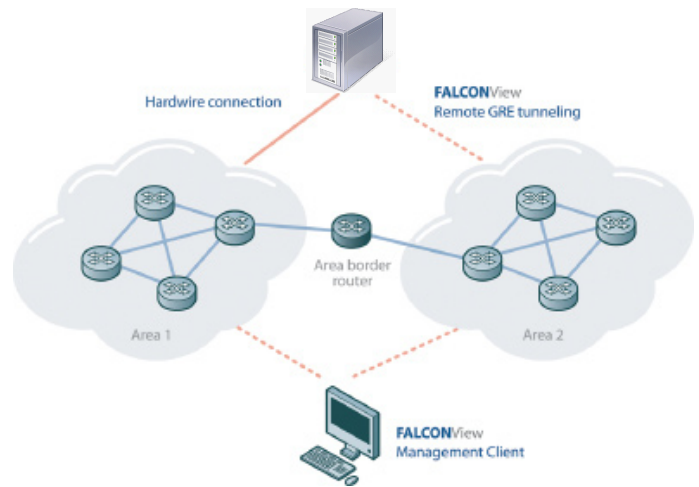 Hardwire connection
FALCONView
Remote GRE tunneling
Area border
router
Area 1
Area 2
FALCONView
Management Client